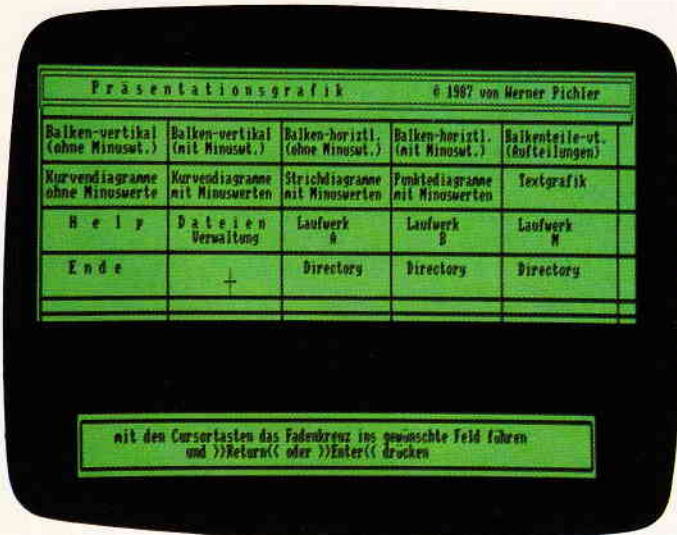 Präsentationsgrafik © 1987 von Werner Pichler
Balken-vertikal Balken-vertikal Balken-horiztl. Balken-horiztl. Balkenteile-vt.
(ohne Minuswt.) (mit Minuswt.) (ohne Minuswt.) (mit Minuswt.) (Aufteilungen)
Kurvendiagramme Kurvendiagramme Strichdiagramme Punktediagramme Textgrafik
ohne Minuswerte mit Minuswerten mit Minuswerten mit Minuswerten
Help Dateien Laufwerk Laufwerk Laufwerk
Verwaltung A B M
Ende Directory Directory Directory
mit den Cursortasten das Fadenkreuz ins gewünschte Feld führen
und >>Return<< oder >>Enter<< drücken